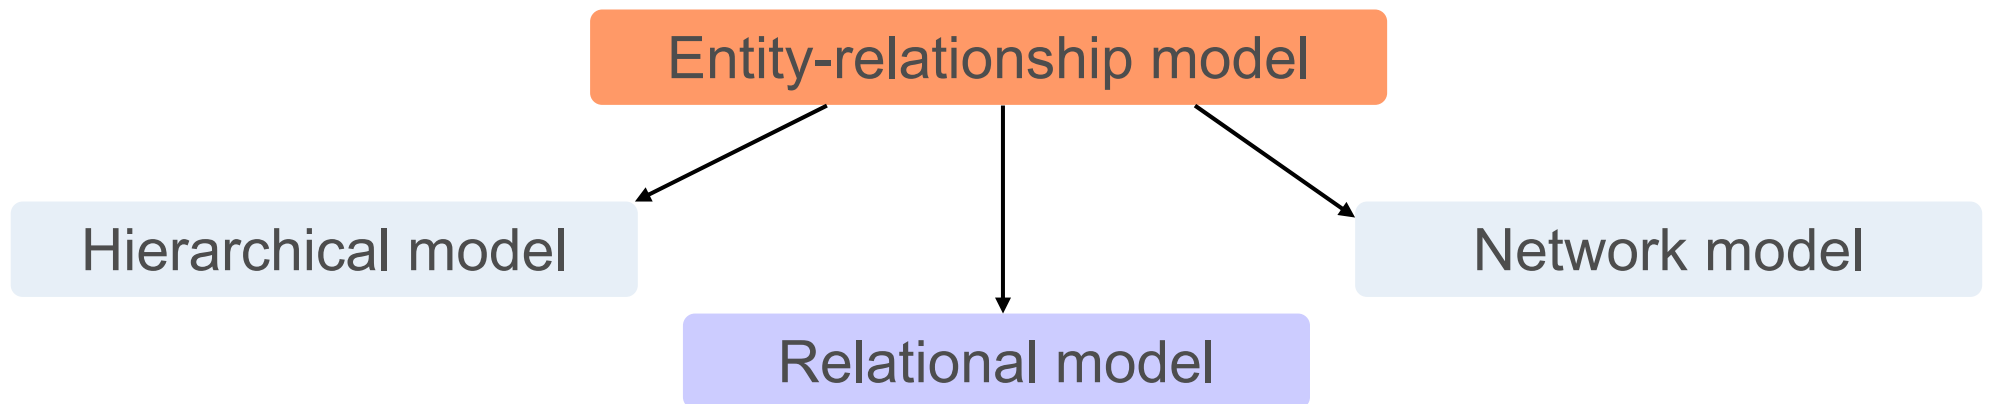 Entity-relationship model
Hierarchical model
Network model
Relational model